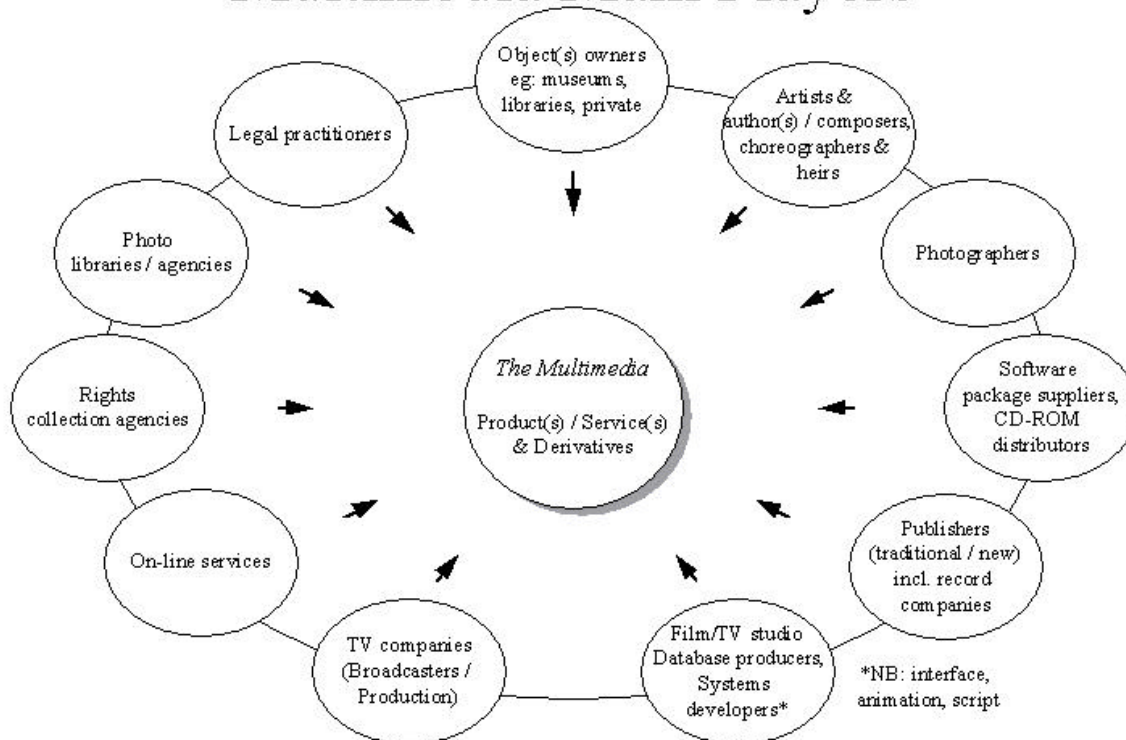 Object(s) owners
eg: museums,
libraries, private
Artists &
author(s) / composers,
choreographers &
heirs
Photographers
Software
package suppliers,
CD-ROM
distributors
Publishers
(traditional / new)
incl. record
companies
Film/TV studio
Database producers,
Systems
developers*
*NB: interface,
animation, script
TV companies
(Broadcasters /
Production)
On-line services
Rights
collection agencies
Photo
libraries / agencies
Legal practitioners
The Multimedia
Product(s) / Service(s)
& Derivatives